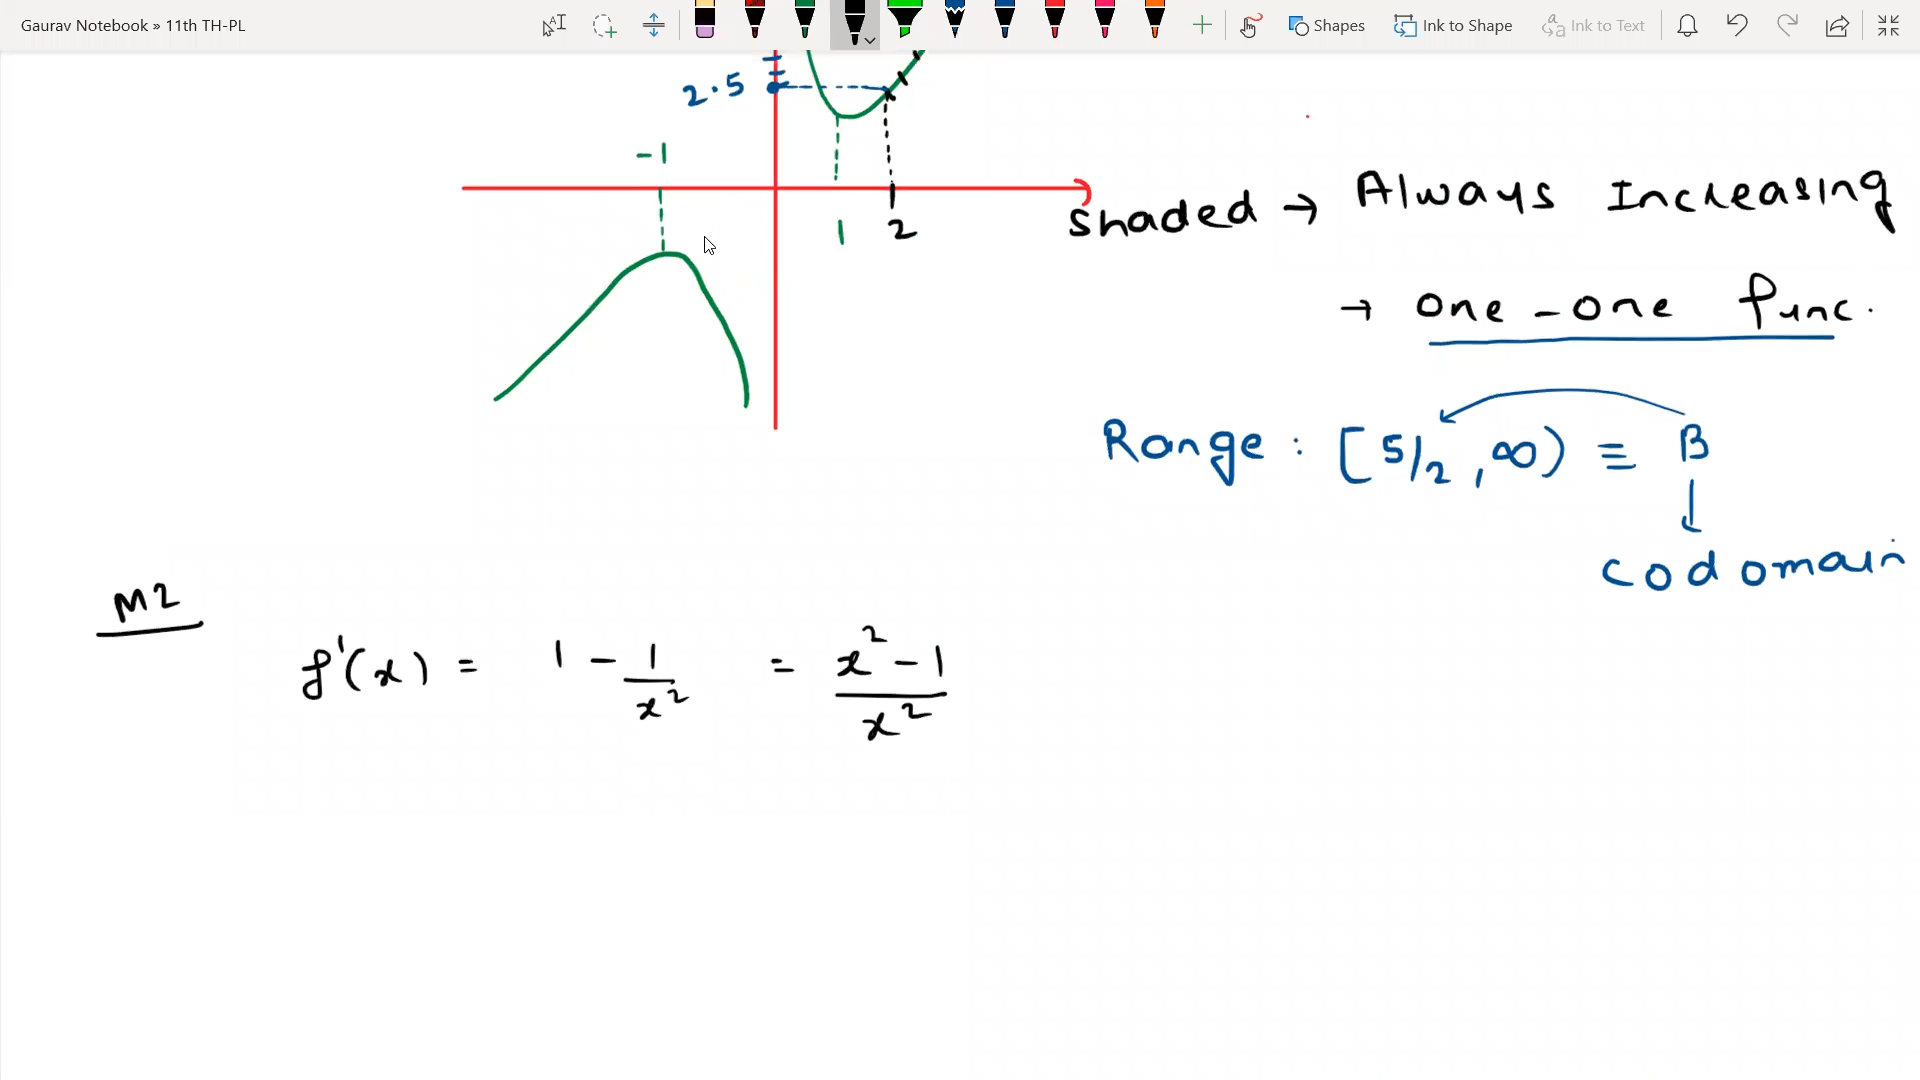 Gaurav Notebook » 11th TH-PL
Shapes
Ink to Shape
Ink to Text
2.5
-1
1
2
Shaded → Always Increasing
→ one-one func.
Range : [5/2, ∞) ≡ B
codomain
M2
f'(x) = 1 - 1/x² = (x² - 1)/x²